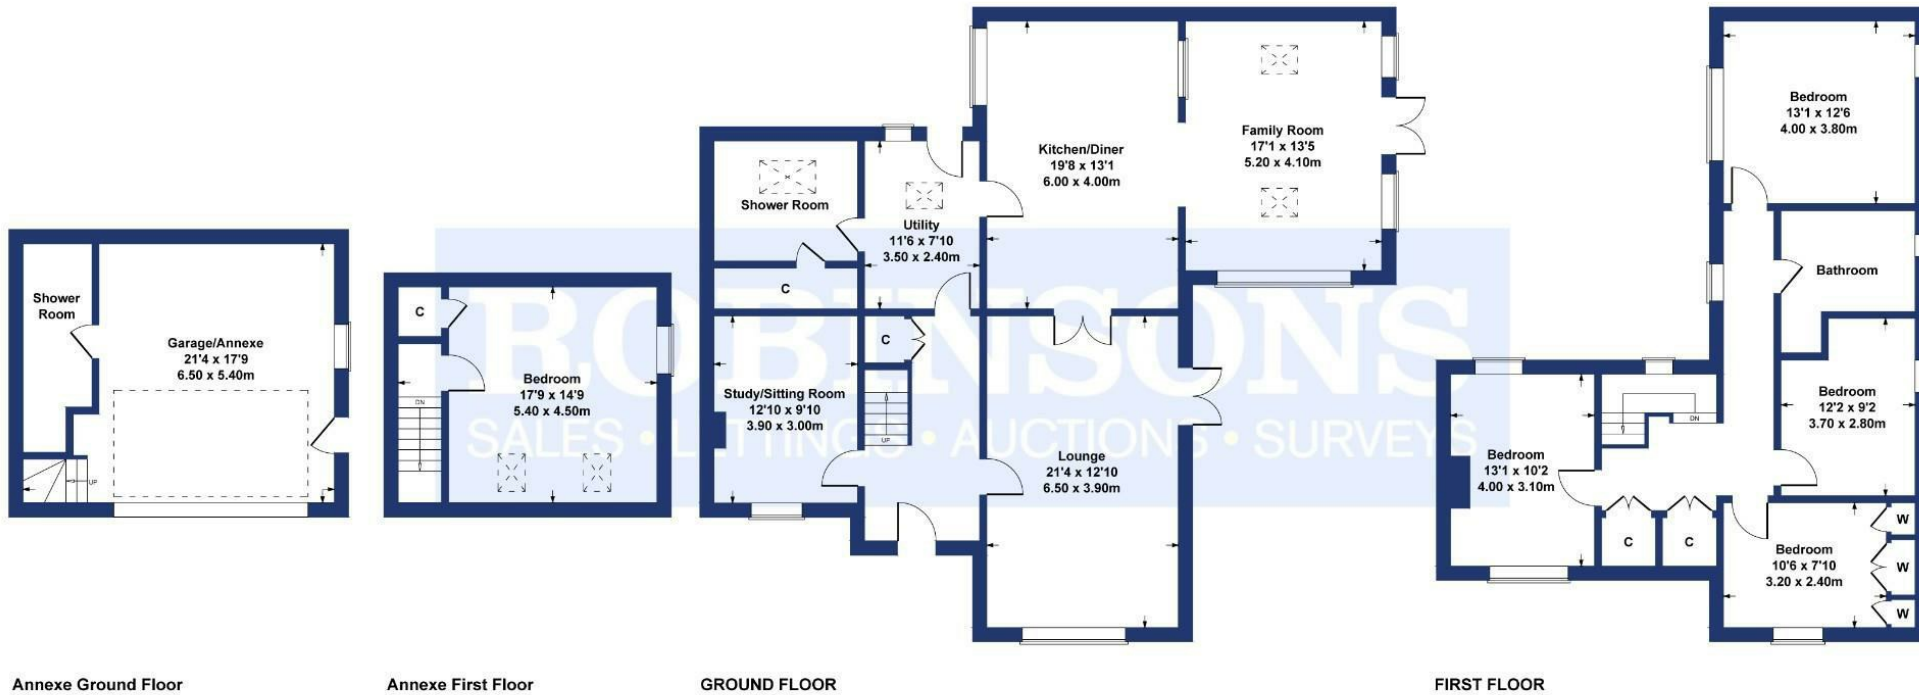 Shower
Room
Garage/Annexe
21'4 x 17'9
6.50 x 5.40m
UP
Annexe Ground Floor
C
DN
Bedroom
17'9 x 14'9
5.40 x 4.50m
Annexe First Floor
Shower Room
C
Utility
11'6 x 7'10
3.50 x 2.40m
Kitchen/Diner
19'8 x 13'1
6.00 x 4.00m
Family Room
17'1 x 13'5
5.20 x 4.10m
C
UP
Study/Sitting Room
12'10 x 9'10
3.90 x 3.00m
Lounge
21'4 x 12'10
6.50 x 3.90m
GROUND FLOOR
Bedroom
13'1 x 12'6
4.00 x 3.80m
Bathroom
Bedroom
12'2 x 9'2
3.70 x 2.80m
DN
Bedroom
13'1 x 10'2
4.00 x 3.10m
C
C
Bedroom
10'6 x 7'10
3.20 x 2.40m
W
W
W
FIRST FLOOR
ROBINSONS
SALES • LETTINGS • AUCTIONS • SURVEYS